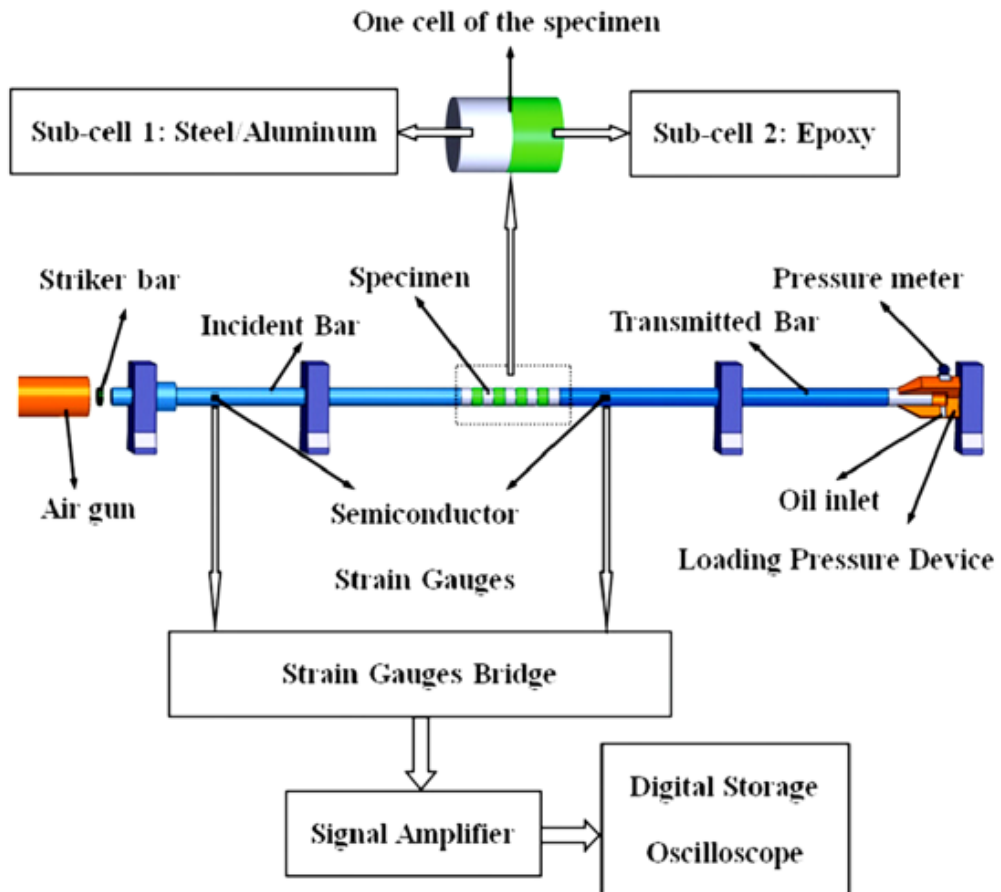 One cell of the specimen
Sub-cell 1: Steel/Aluminum
Sub-cell 2: Epoxy
Striker bar
Specimen
Pressure meter
Incident Bar
Transmitted Bar
Air gun
Semiconductor
Oil inlet
Strain Gauges
Loading Pressure Device
Strain Gauges Bridge
Signal Amplifier
Digital Storage
Oscilloscope